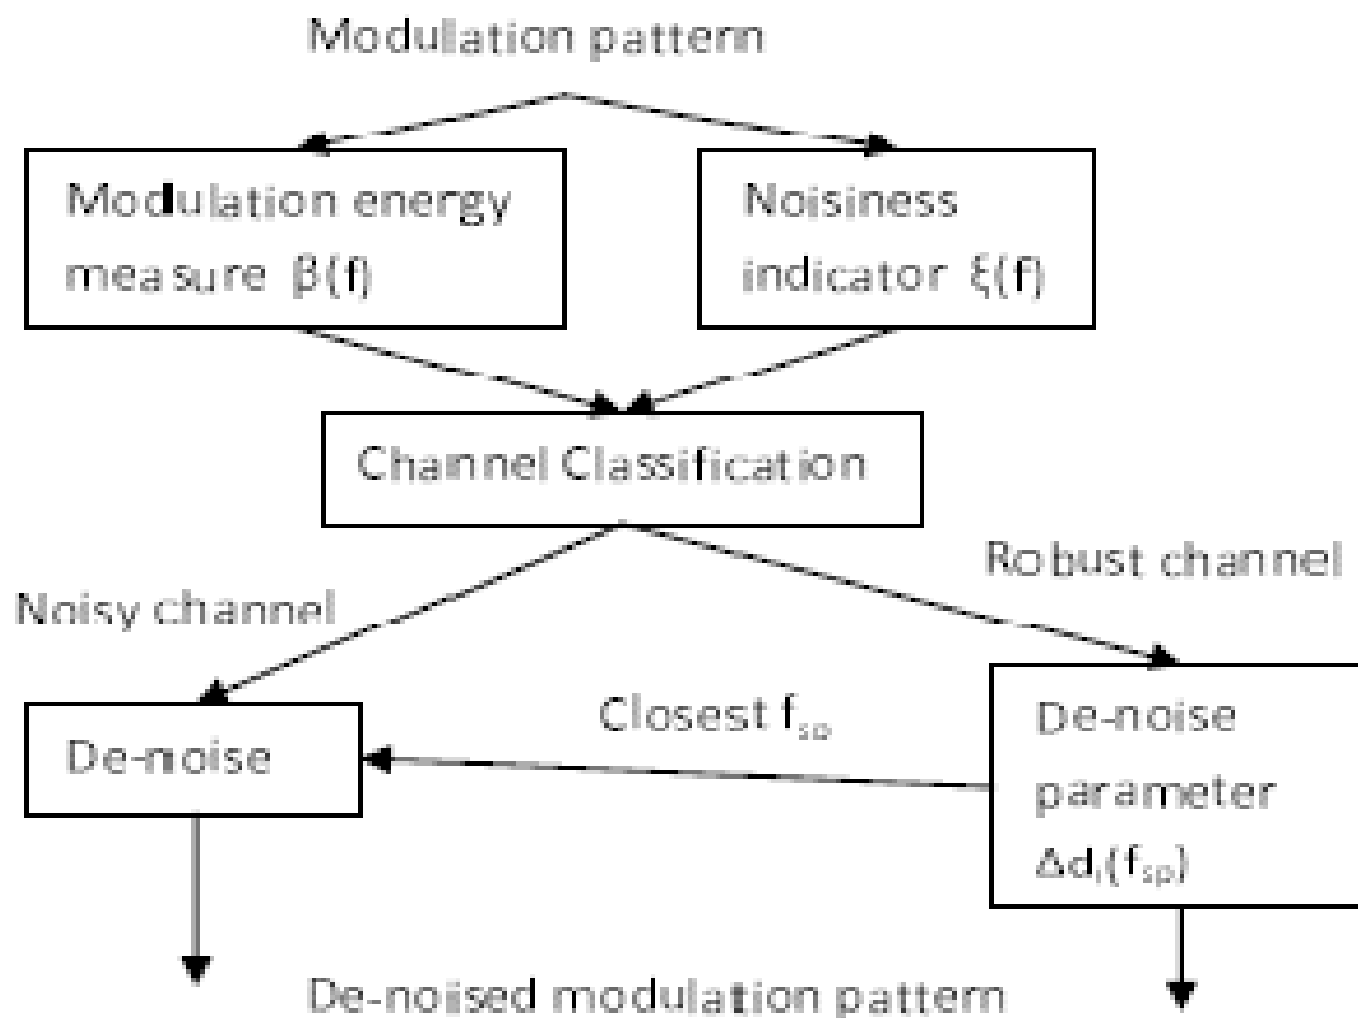 Modulation pattern
Modulation energy
measure β(f)
Noisiness
indicator ξ(f)
Channel Classification
Robust channel
Noisy channel
Closest f_sp
De-noise
De-noise
parameter
Δd_i(f_sp)
De-noised modulation pattern